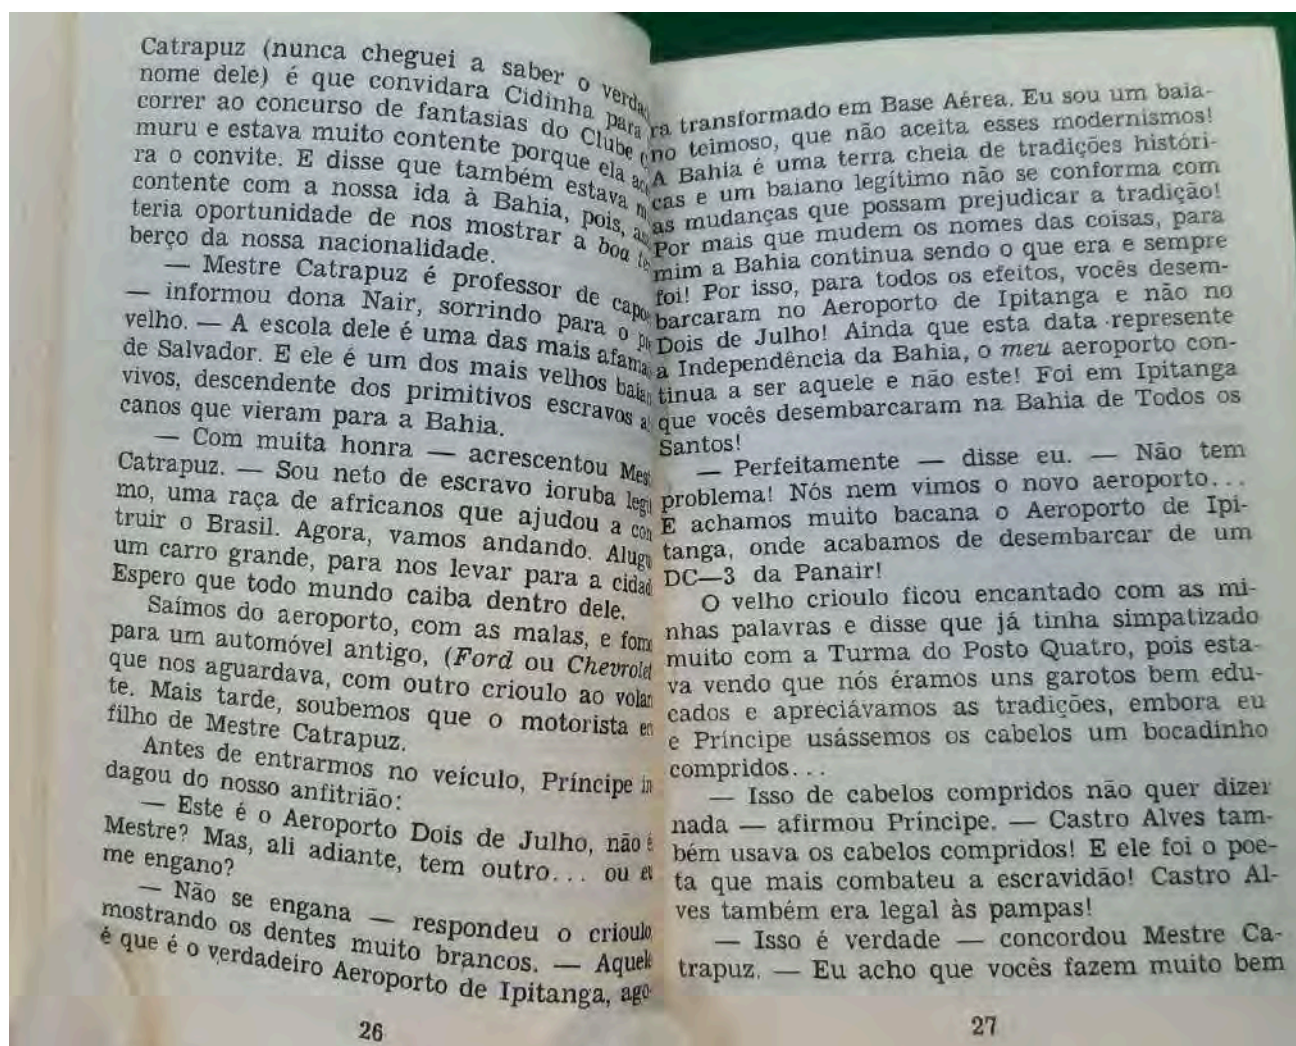 Catrapuz (nunca cheguei a saber o
nome dele) é que convidara Cidinha para
correr ao concurso de fantasias do Clube
muru e estava muito contente porque ela
ra o convite. E disse que também estava
contente com a nossa ida à Bahia, pois,
teria oportunidade de nos mostrar a boa
berço da nossa nacionalidade.
— Mestre Catrapuz é professor de
— informou dona Nair, sorrindo para o
velho. — A escola dele é uma das mais
de Salvador. E ele é um dos mais velhos
vivos, descendente dos primitivos escravos
canos que vieram para a Bahia.
— Com muita honra — acrescentou
Catrapuz. — Sou neto de escravo ioruba
mo, uma raça de africanos que ajudou a
truir o Brasil. Agora, vamos andando.
um carro grande, para nos levar para a
Espero que todo mundo caiba dentro dele.
Saímos do aeroporto, com as malas, e
para um automóvel antigo, (Ford ou Chevrolet
que nos aguardava, com outro crioulo ao
te. Mais tarde, soubemos que o motorista
filho de Mestre Catrapuz.
Antes de entrarmos no veículo, Príncipe in
dagou do nosso anfitrião:
— Este é o Aeroporto Dois de Julho, não é
Mestre? Mas, ali adiante, tem outro... ou eu
me engano?
— Não se engana — respondeu o crioulo,
mostrando os dentes muito brancos. — Aquele
é que é o verdadeiro Aeroporto de Ipitanga, ago-
26
ra transformado em Base Aérea. Eu sou um baia-
no teimoso, que não aceita esses modernismos!
A Bahia é uma terra cheia de tradições históri-
cas e um baiano legítimo não se conforma com
as mudanças que possam prejudicar a tradição!
Por mais que mudem os nomes das coisas, para
mim a Bahia continua sendo o que era e sempre
foi! Por isso, para todos os efeitos, vocês desem-
barcaram no Aeroporto de Ipitanga e não no
Dois de Julho! Ainda que esta data represente
a Independência da Bahia, o meu aeroporto con-
tinua a ser aquele e não este! Foi em Ipitanga
que vocês desembarcaram na Bahia de Todos os
Santos!
— Perfeitamente — disse eu. — Não tem
problema! Nós nem vimos o novo aeroporto...
E achamos muito bacana o Aeroporto de Ipi-
tanga, onde acabamos de desembarcar de um
DC—3 da Panair!
O velho crioulo ficou encantado com as mi-
nhas palavras e disse que já tinha simpatizado
muito com a Turma do Posto Quatro, pois esta-
va vendo que nós éramos uns garotos bem edu-
cados e apreciávamos as tradições, embora eu
e Príncipe usássemos os cabelos um bocadinho
compridos...
— Isso de cabelos compridos não quer dizer
nada — afirmou Príncipe. — Castro Alves tam-
bém usava os cabelos compridos! E ele foi o poe-
ta que mais combateu a escravidão! Castro Al-
ves também era legal às pampas!
— Isso é verdade — concordou Mestre Ca-
trapuz. — Eu acho que vocês fazem muito bem
27